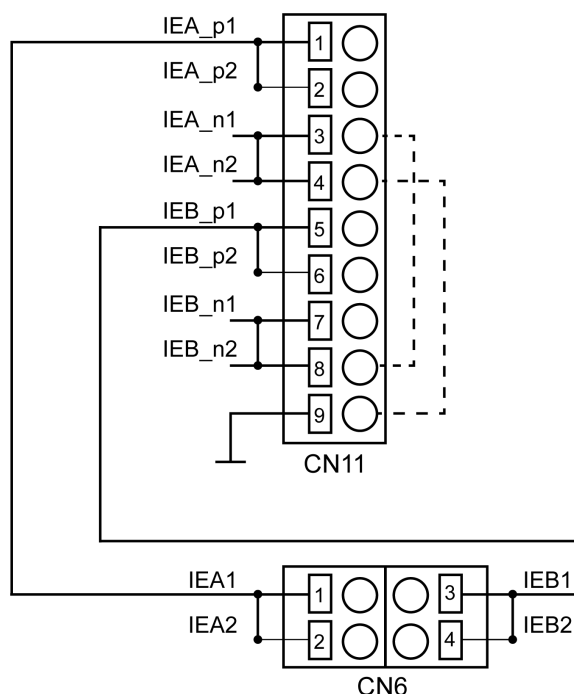 IEA_p1 1
IEA_p2 2
IEA_n1 3
IEA_n2 4
IEB_p1 5
IEB_p2 6
IEB_n1 7
IEB_n2 8
9
CN11
IEA1 1 3 IEB1
IEA2 2 4 IEB2
CN6